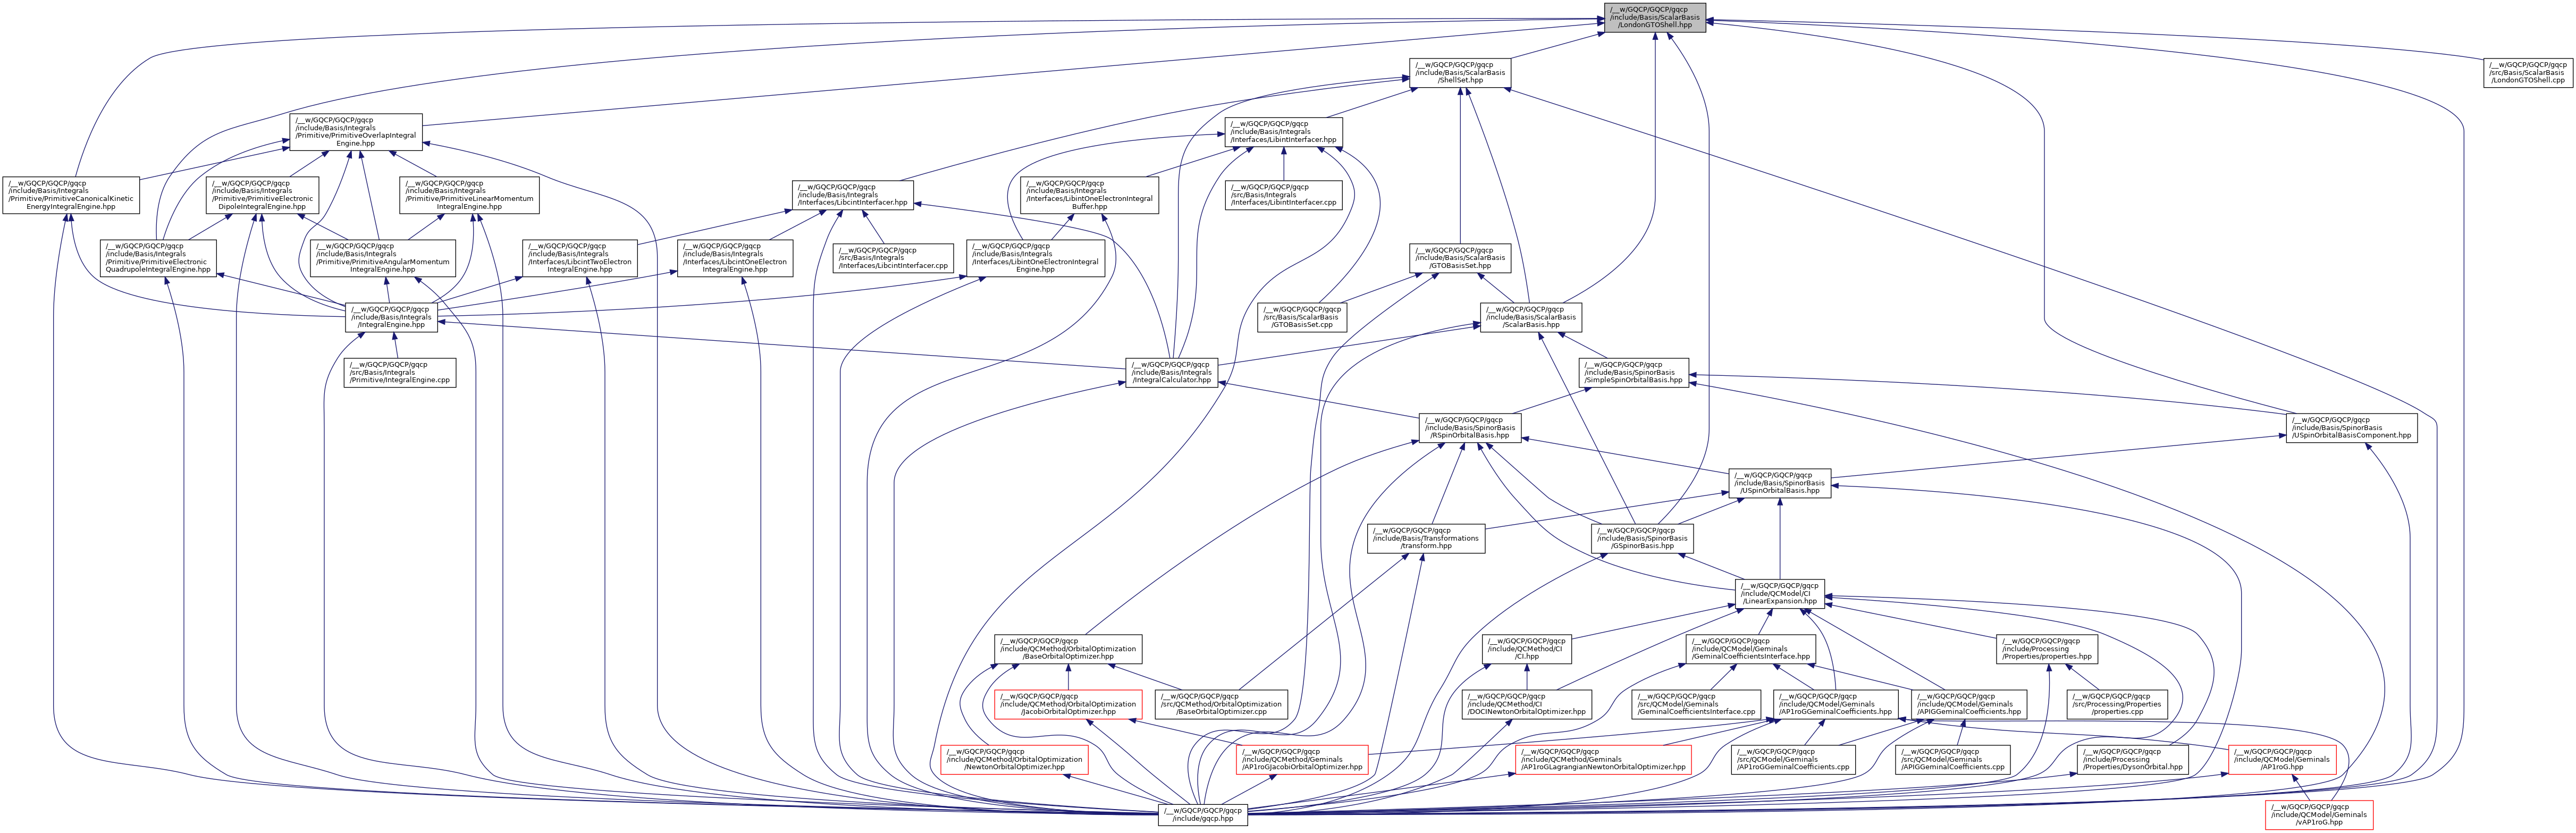 /__w/GQCP/GQCP/gqcp
/include/Basis/ScalarBasis
/LondonGTOShell.hpp
/__w/GQCP/GQCP/gqcp
/include/Basis/ScalarBasis
/ShellSet.hpp
/__w/GQCP/GQCP/gqcp
/src/Basis/ScalarBasis
/LondonGTOShell.cpp
/__w/GQCP/GQCP/gqcp
/include/Basis/Integrals
/Primitive/PrimitiveOverlapIntegral
Engine.hpp
/__w/GQCP/GQCP/gqcp
/include/Basis/Integrals
/Interfaces/LibintInterfacer.hpp
/__w/GQCP/GQCP/gqcp
/include/Basis/Integrals
/Primitive/PrimitiveCanonicalKinetic
EnergyIntegralEngine.hpp
/__w/GQCP/GQCP/gqcp
/include/Basis/Integrals
/Primitive/PrimitiveElectronic
DipoleIntegralEngine.hpp
/__w/GQCP/GQCP/gqcp
/include/Basis/Integrals
/Primitive/PrimitiveLinearMomentum
IntegralEngine.hpp
/__w/GQCP/GQCP/gqcp
/include/Basis/Integrals
/Interfaces/LibcintInterfacer.hpp
/__w/GQCP/GQCP/gqcp
/include/Basis/Integrals
/Interfaces/LibintOneElectronIntegral
Buffer.hpp
/__w/GQCP/GQCP/gqcp
/src/Basis/Integrals
/Interfaces/LibintInterfacer.cpp
/__w/GQCP/GQCP/gqcp
/include/Basis/Integrals
/Primitive/PrimitiveElectronic
QuadrupoleIntegralEngine.hpp
/__w/GQCP/GQCP/gqcp
/include/Basis/Integrals
/Primitive/PrimitiveAngularMomentum
IntegralEngine.hpp
/__w/GQCP/GQCP/gqcp
/include/Basis/Integrals
/Interfaces/LibcintTwoElectron
IntegralEngine.hpp
/__w/GQCP/GQCP/gqcp
/include/Basis/Integrals
/Interfaces/LibcintOneElectron
IntegralEngine.hpp
/__w/GQCP/GQCP/gqcp
/src/Basis/Integrals
/Interfaces/LibcintInterfacer.cpp
/__w/GQCP/GQCP/gqcp
/include/Basis/Integrals
/Interfaces/LibintOneElectronIntegral
Engine.hpp
/__w/GQCP/GQCP/gqcp
/include/Basis/ScalarBasis
/GTOBasisSet.hpp
/__w/GQCP/GQCP/gqcp
/include/Basis/Integrals
/IntegralEngine.hpp
/__w/GQCP/GQCP/gqcp
/src/Basis/ScalarBasis
/GTOBasisSet.cpp
/__w/GQCP/GQCP/gqcp
/include/Basis/ScalarBasis
/ScalarBasis.hpp
/__w/GQCP/GQCP/gqcp
/src/Basis/Integrals
/Primitive/IntegralEngine.cpp
/__w/GQCP/GQCP/gqcp
/include/Basis/Integrals
/IntegralCalculator.hpp
/__w/GQCP/GQCP/gqcp
/include/Basis/SpinorBasis
/SimpleSpinOrbitalBasis.hpp
/__w/GQCP/GQCP/gqcp
/include/Basis/SpinorBasis
/RSpinOrbitalBasis.hpp
/__w/GQCP/GQCP/gqcp
/include/Basis/SpinorBasis
/USpinOrbitalBasisComponent.hpp
/__w/GQCP/GQCP/gqcp
/include/Basis/SpinorBasis
/USpinOrbitalBasis.hpp
/__w/GQCP/GQCP/gqcp
/include/Basis/Transformations
/transform.hpp
/__w/GQCP/GQCP/gqcp
/include/Basis/SpinorBasis
/GSpinorBasis.hpp
/__w/GQCP/GQCP/gqcp
/include/QCModel/CI
/LinearExpansion.hpp
/__w/GQCP/GQCP/gqcp
/include/QCMethod/OrbitalOptimization
/BaseOrbitalOptimizer.hpp
/__w/GQCP/GQCP/gqcp
/include/QCMethod/CI
/CI.hpp
/__w/GQCP/GQCP/gqcp
/include/QCModel/Geminals
/GeminalCoefficientsInterface.hpp
/__w/GQCP/GQCP/gqcp
/include/Processing
/Properties/properties.hpp
/__w/GQCP/GQCP/gqcp
/include/QCMethod/OrbitalOptimization
/JacobiOrbitalOptimizer.hpp
/__w/GQCP/GQCP/gqcp
/src/QCMethod/OrbitalOptimization
/BaseOrbitalOptimizer.cpp
/__w/GQCP/GQCP/gqcp
/include/QCMethod/CI
/DOCINewtonOrbitalOptimizer.hpp
/__w/GQCP/GQCP/gqcp
/src/QCModel/Geminals
/GeminalCoefficientsInterface.cpp
/__w/GQCP/GQCP/gqcp
/include/QCModel/Geminals
/AP1roGGeminalCoefficients.hpp
/__w/GQCP/GQCP/gqcp
/include/QCModel/Geminals
/APIGGeminalCoefficients.hpp
/__w/GQCP/GQCP/gqcp
/src/Processing/Properties
/properties.cpp
/__w/GQCP/GQCP/gqcp
/include/QCMethod/OrbitalOptimization
/NewtonOrbitalOptimizer.hpp
/__w/GQCP/GQCP/gqcp
/include/QCMethod/Geminals
/AP1roGJacobiOrbitalOptimizer.hpp
/__w/GQCP/GQCP/gqcp
/include/QCMethod/Geminals
/AP1roGLagrangianNewtonOrbitalOptimizer.hpp
/__w/GQCP/GQCP/gqcp
/src/QCModel/Geminals
/AP1roGGeminalCoefficients.cpp
/__w/GQCP/GQCP/gqcp
/src/QCModel/Geminals
/APIGGeminalCoefficients.cpp
/__w/GQCP/GQCP/gqcp
/include/Processing
/Properties/DysonOrbital.hpp
/__w/GQCP/GQCP/gqcp
/include/QCModel/Geminals
/AP1roG.hpp
/__w/GQCP/GQCP/gqcp
/include/gqcp.hpp
/__w/GQCP/GQCP/gqcp
/include/QCModel/Geminals
/vAP1roG.hpp